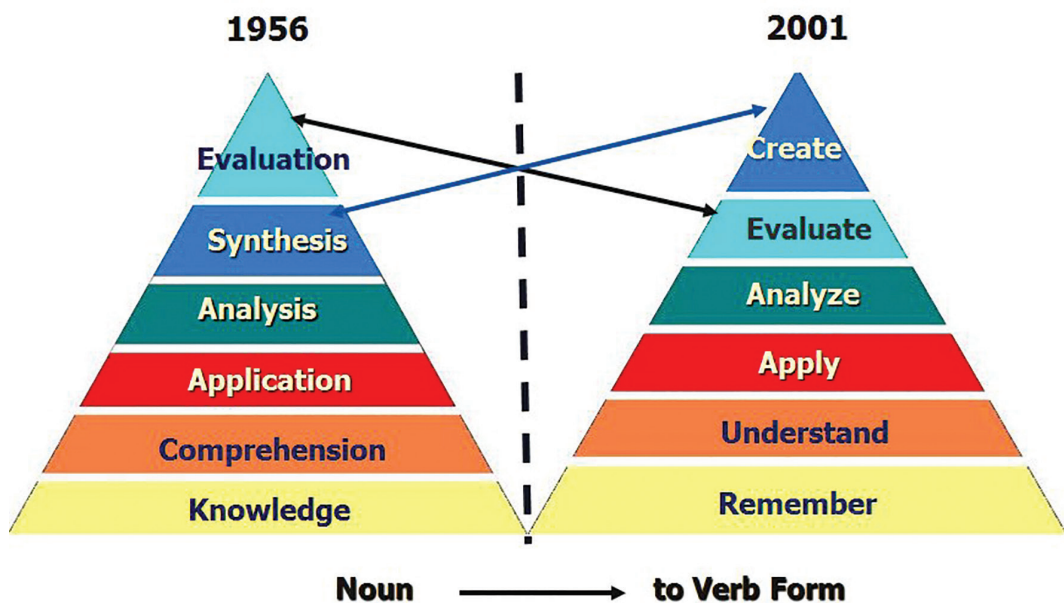 1956
Evaluation
Synthesis
Analysis
Application
Comprehension
Knowledge
2001
Create
Evaluate
Analyze
Apply
Understand
Remember
Noun to Verb Form